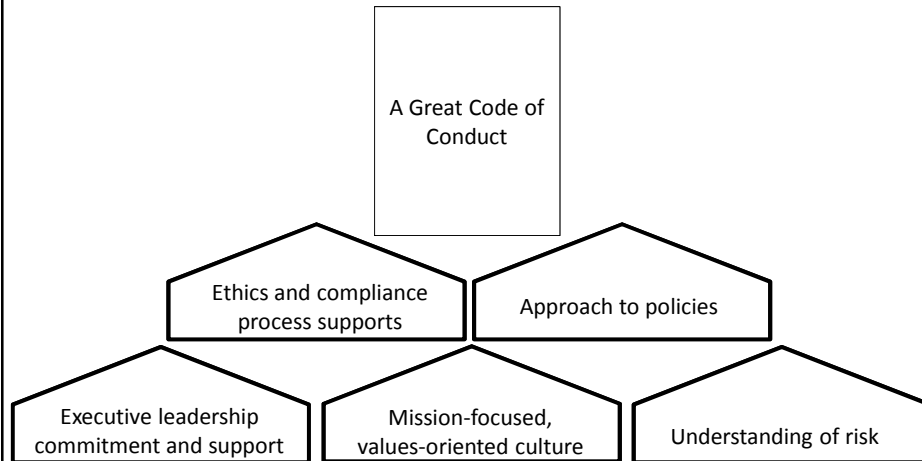 A Great Code of
Conduct
Ethics and compliance
process supports
Approach to policies
Executive leadership
commitment and support
Mission-focused,
values-oriented culture
Understanding of risk